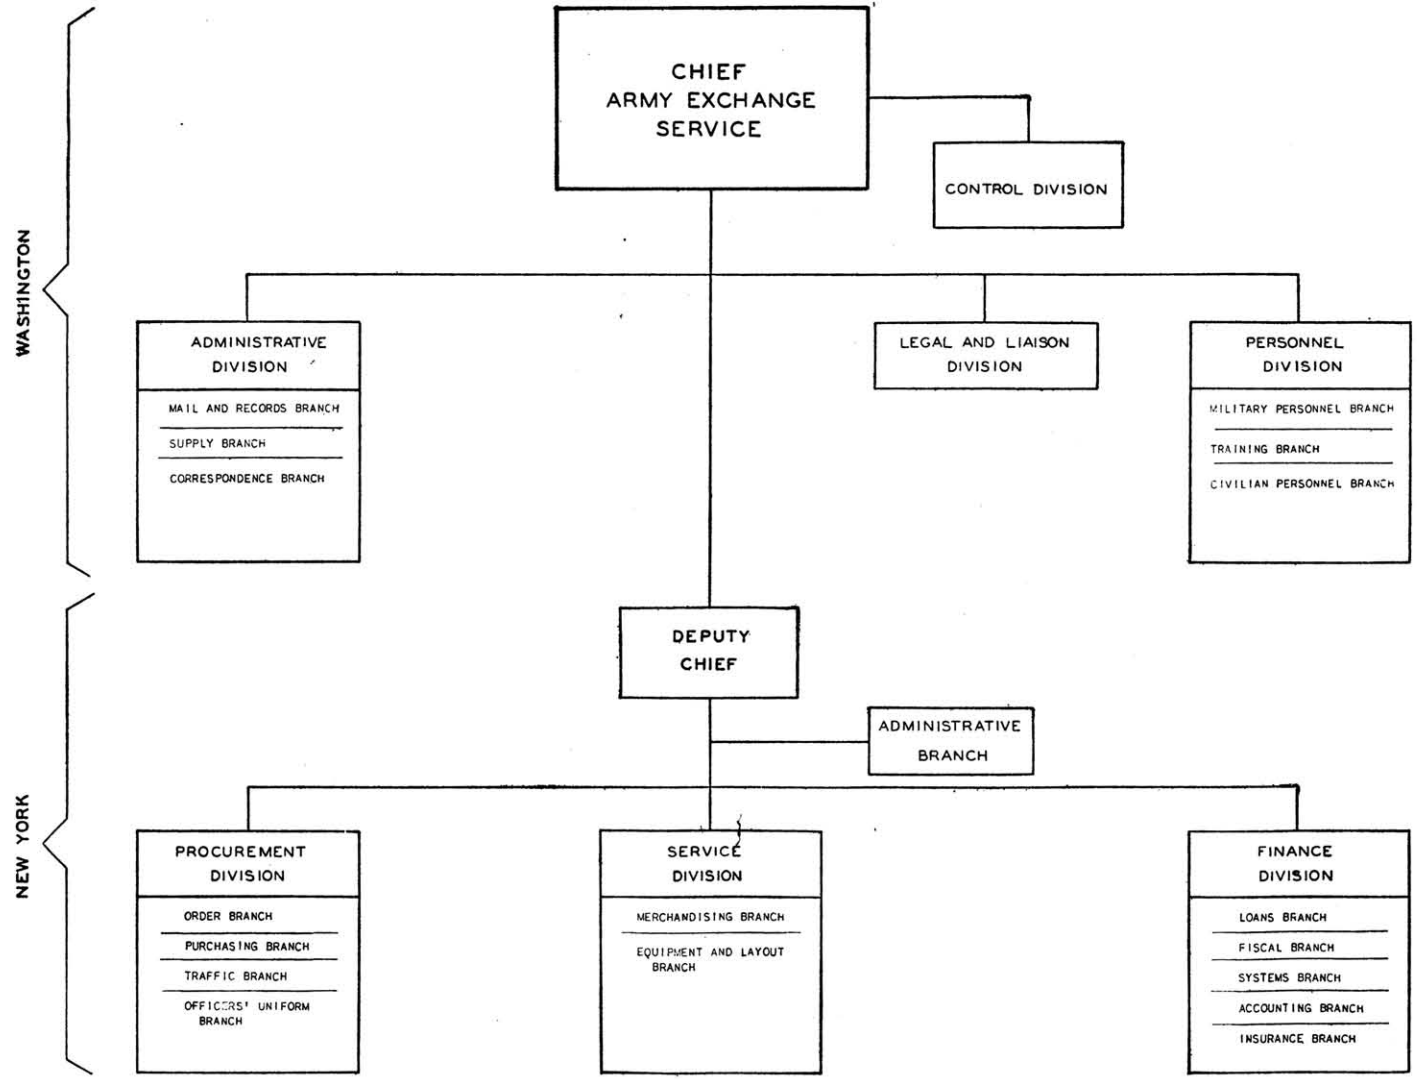 CHIEF
ARMY EXCHANGE
SERVICE
CONTROL DIVISION
WASHINGTON
ADMINISTRATIVE
DIVISION
MAIL AND RECORDS BRANCH
SUPPLY BRANCH
CORRESPONDENCE BRANCH
LEGAL AND LIAISON
DIVISION
PERSONNEL
DIVISION
MILITARY PERSONNEL BRANCH
TRAINING BRANCH
CIVILIAN PERSONNEL BRANCH
DEPUTY
CHIEF
ADMINISTRATIVE
BRANCH
NEW YORK
PROCUREMENT
DIVISION
ORDER BRANCH
PURCHASING BRANCH
TRAFFIC BRANCH
OFFICERS' UNIFORM
BRANCH
SERVICE
DIVISION
MERCHANDISING BRANCH
EQUIPMENT AND LAYOUT
BRANCH
FINANCE
DIVISION
LOANS BRANCH
FISCAL BRANCH
SYSTEMS BRANCH
ACCOUNTING BRANCH
INSURANCE BRANCH